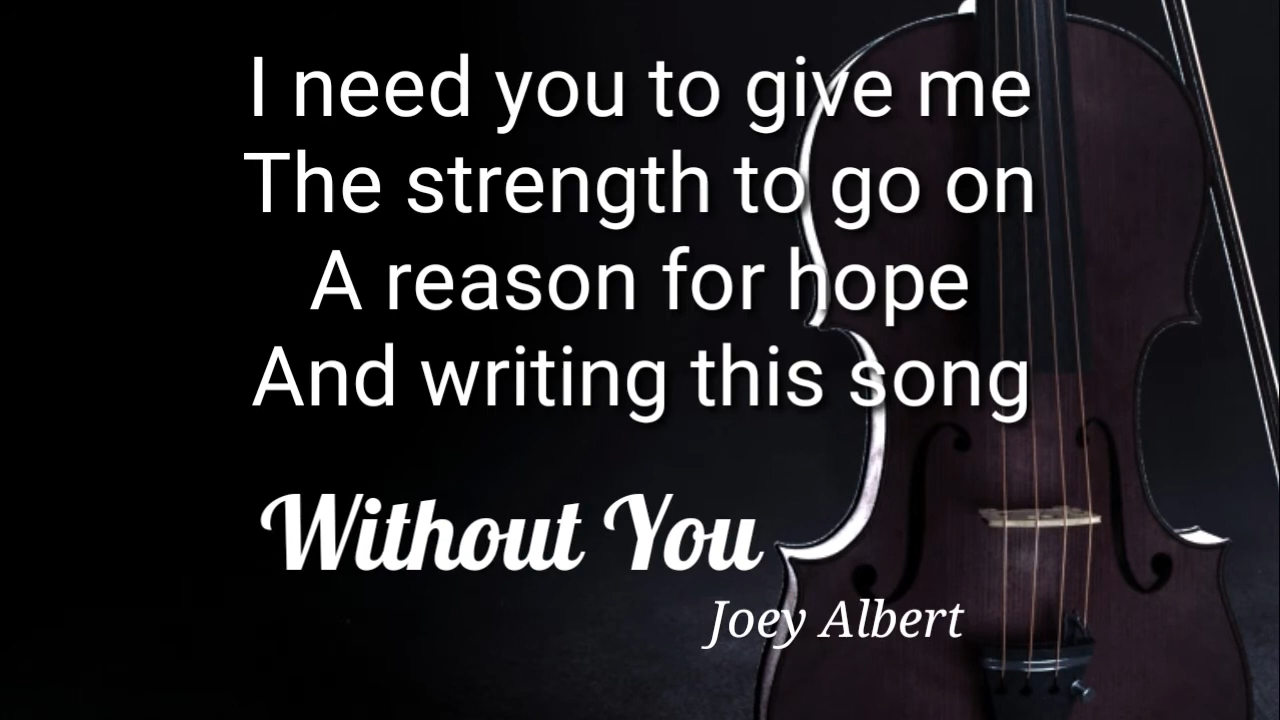 I need you to give me
The strength to go on
A reason for hope
And writing this song
Without You
Joey Albert